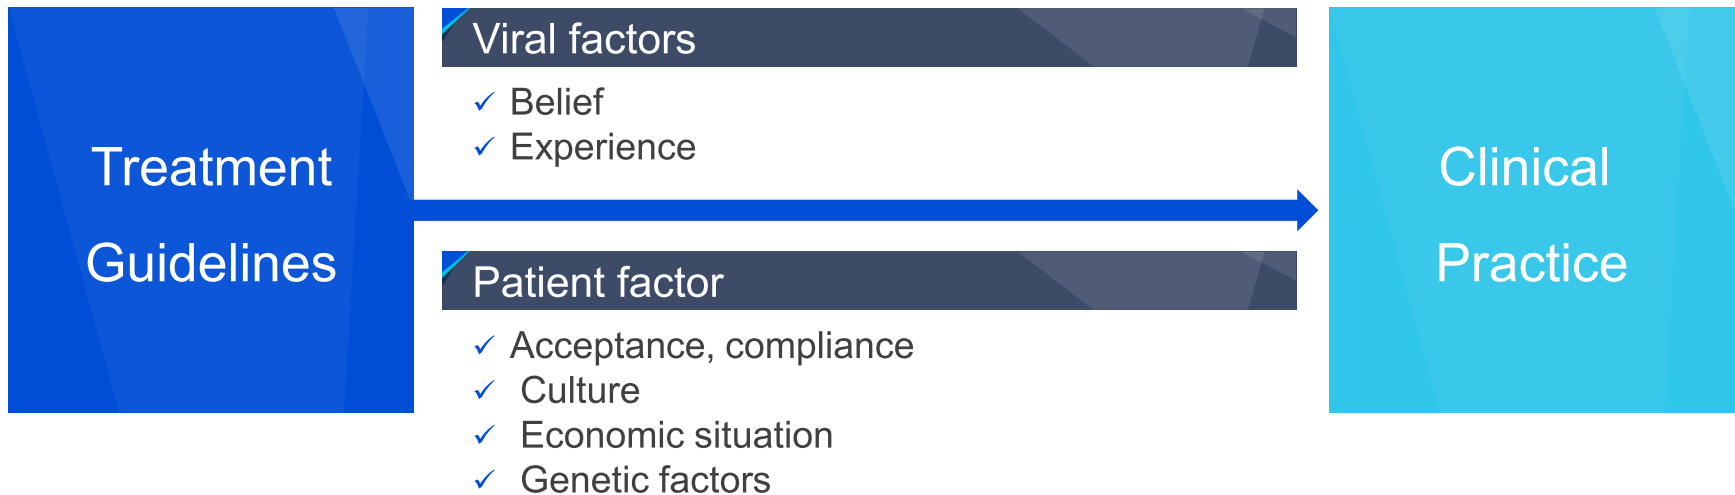 Treatment
Guidelines
Viral factors
✓ Belief
✓ Experience
Patient factor
✓ Acceptance, compliance
✓ Culture
✓ Economic situation
✓ Genetic factors
Clinical
Practice